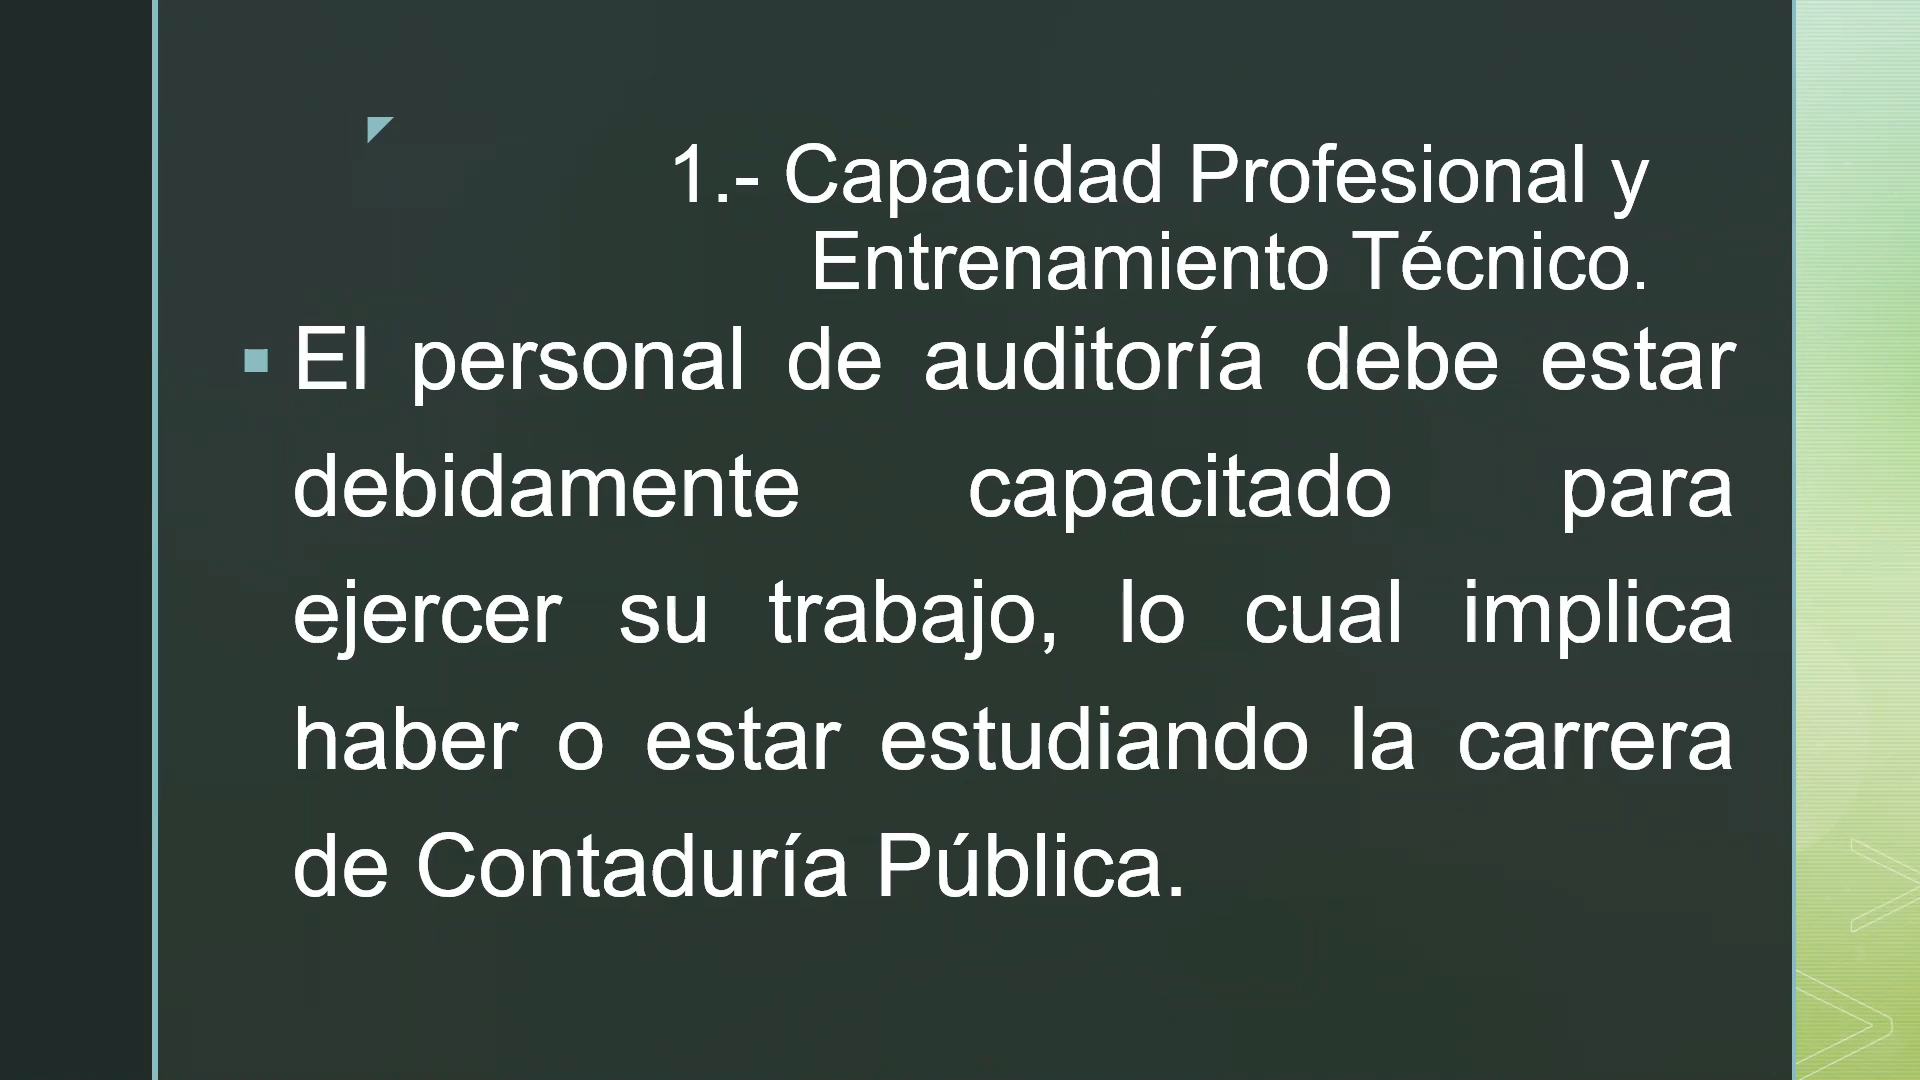 1.- Capacidad Profesional y
Entrenamiento Técnico.
El personal de auditoría debe estar
debidamente capacitado para
ejercer su trabajo, lo cual implica
haber o estar estudiando la carrera
de Contaduría Pública.